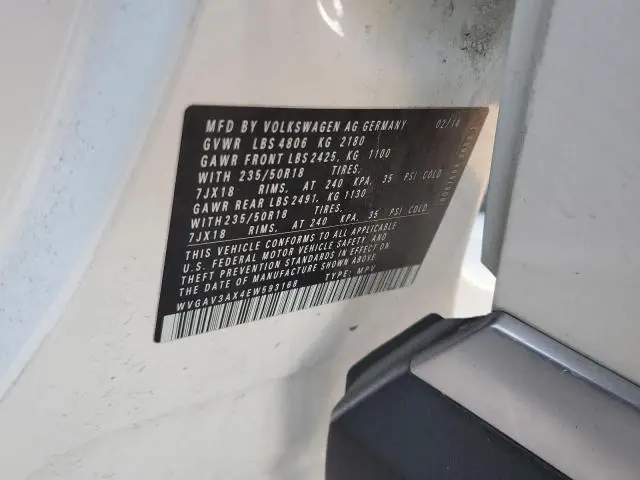 MFD BY VOLKSWAGEN AG GERMANY 02/14
GVWR LBS 4806 KG 2180
GAWR FRONT LBS 2425, KG 1100
WITH 235/50R18 TIRES,
7JX18 RIMS, AT 240 KPA, 35 PSI COLD
GAWR REAR LBS 2491, KG 1130
WITH 235/50R18 TIRES,
7JX18 RIMS, AT 240 KPA, 35 PSI COLD
THIS VEHICLE CONFORMS TO ALL APPLICABLE
U.S. FEDERAL MOTOR VEHICLE SAFETY AND
THEFT PREVENTION STANDARDS IN EFFECT ON
THE DATE OF MANUFACTURE SHOWN ABOVE
WVGAV3AX4EW593168 TYPE: MPV